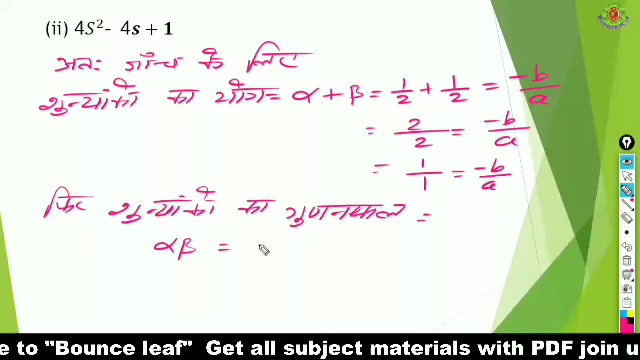 (ii) 4S² - 4s + 1
अतः जाँच के लिए
शून्यांकों का योग = α + β = 1/2 + 1/2 = -b/a
= 2/2 = -b/a
= 1/1 = -b/a
फिर शून्यांकों का गुणनफल =
αβ =
e to "Bounce leaf" Get all subject materials with PDF join u